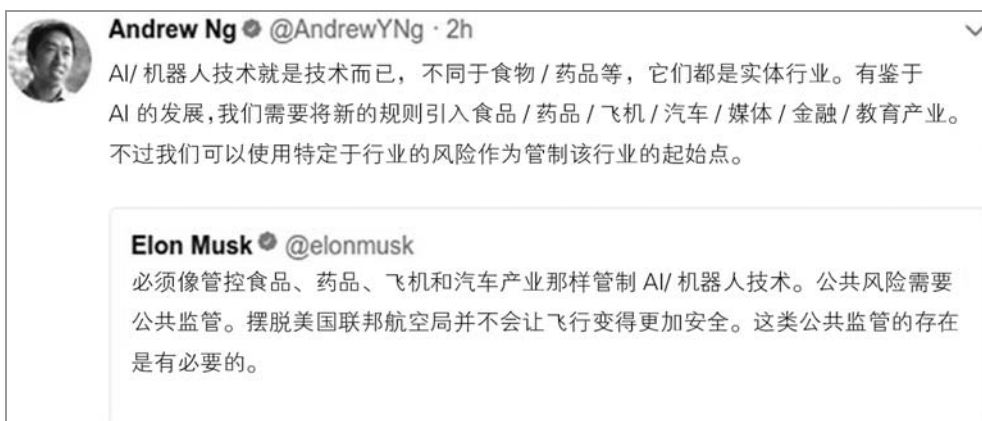 Andrew Ng @AndrewYNg · 2h
AI/ 机器人技术就是技术而已，不同于食物 / 药品等，它们都是实体行业。有鉴于
AI 的发展,我们需要将新的规则引入食品 / 药品 / 飞机 / 汽车 / 媒体 / 金融 / 教育产业。
不过我们可以使用特定于行业的风险作为管制该行业的起始点。
Elon Musk @elonmusk
必须像管控食品、药品、飞机和汽车产业那样管制 AI/ 机器人技术。公共风险需要
公共监管。摆脱美国联邦航空局并不会让飞行变得更加安全。这类公共监管的存在
是有必要的。